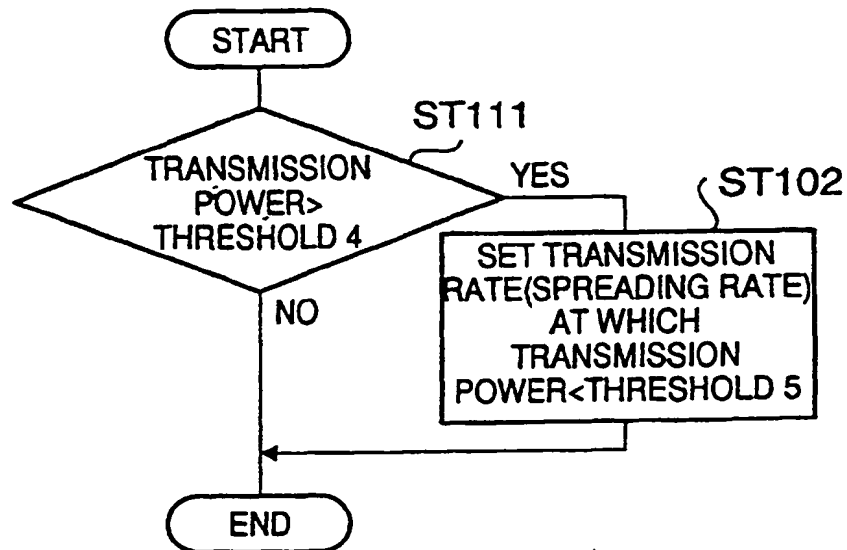 START
ST111
TRANSMISSION
POWER>
THRESHOLD 4
YES
NO
ST102
SET TRANSMISSION
RATE(SPREADING RATE)
AT WHICH
TRANSMISSION
POWER<THRESHOLD 5
END